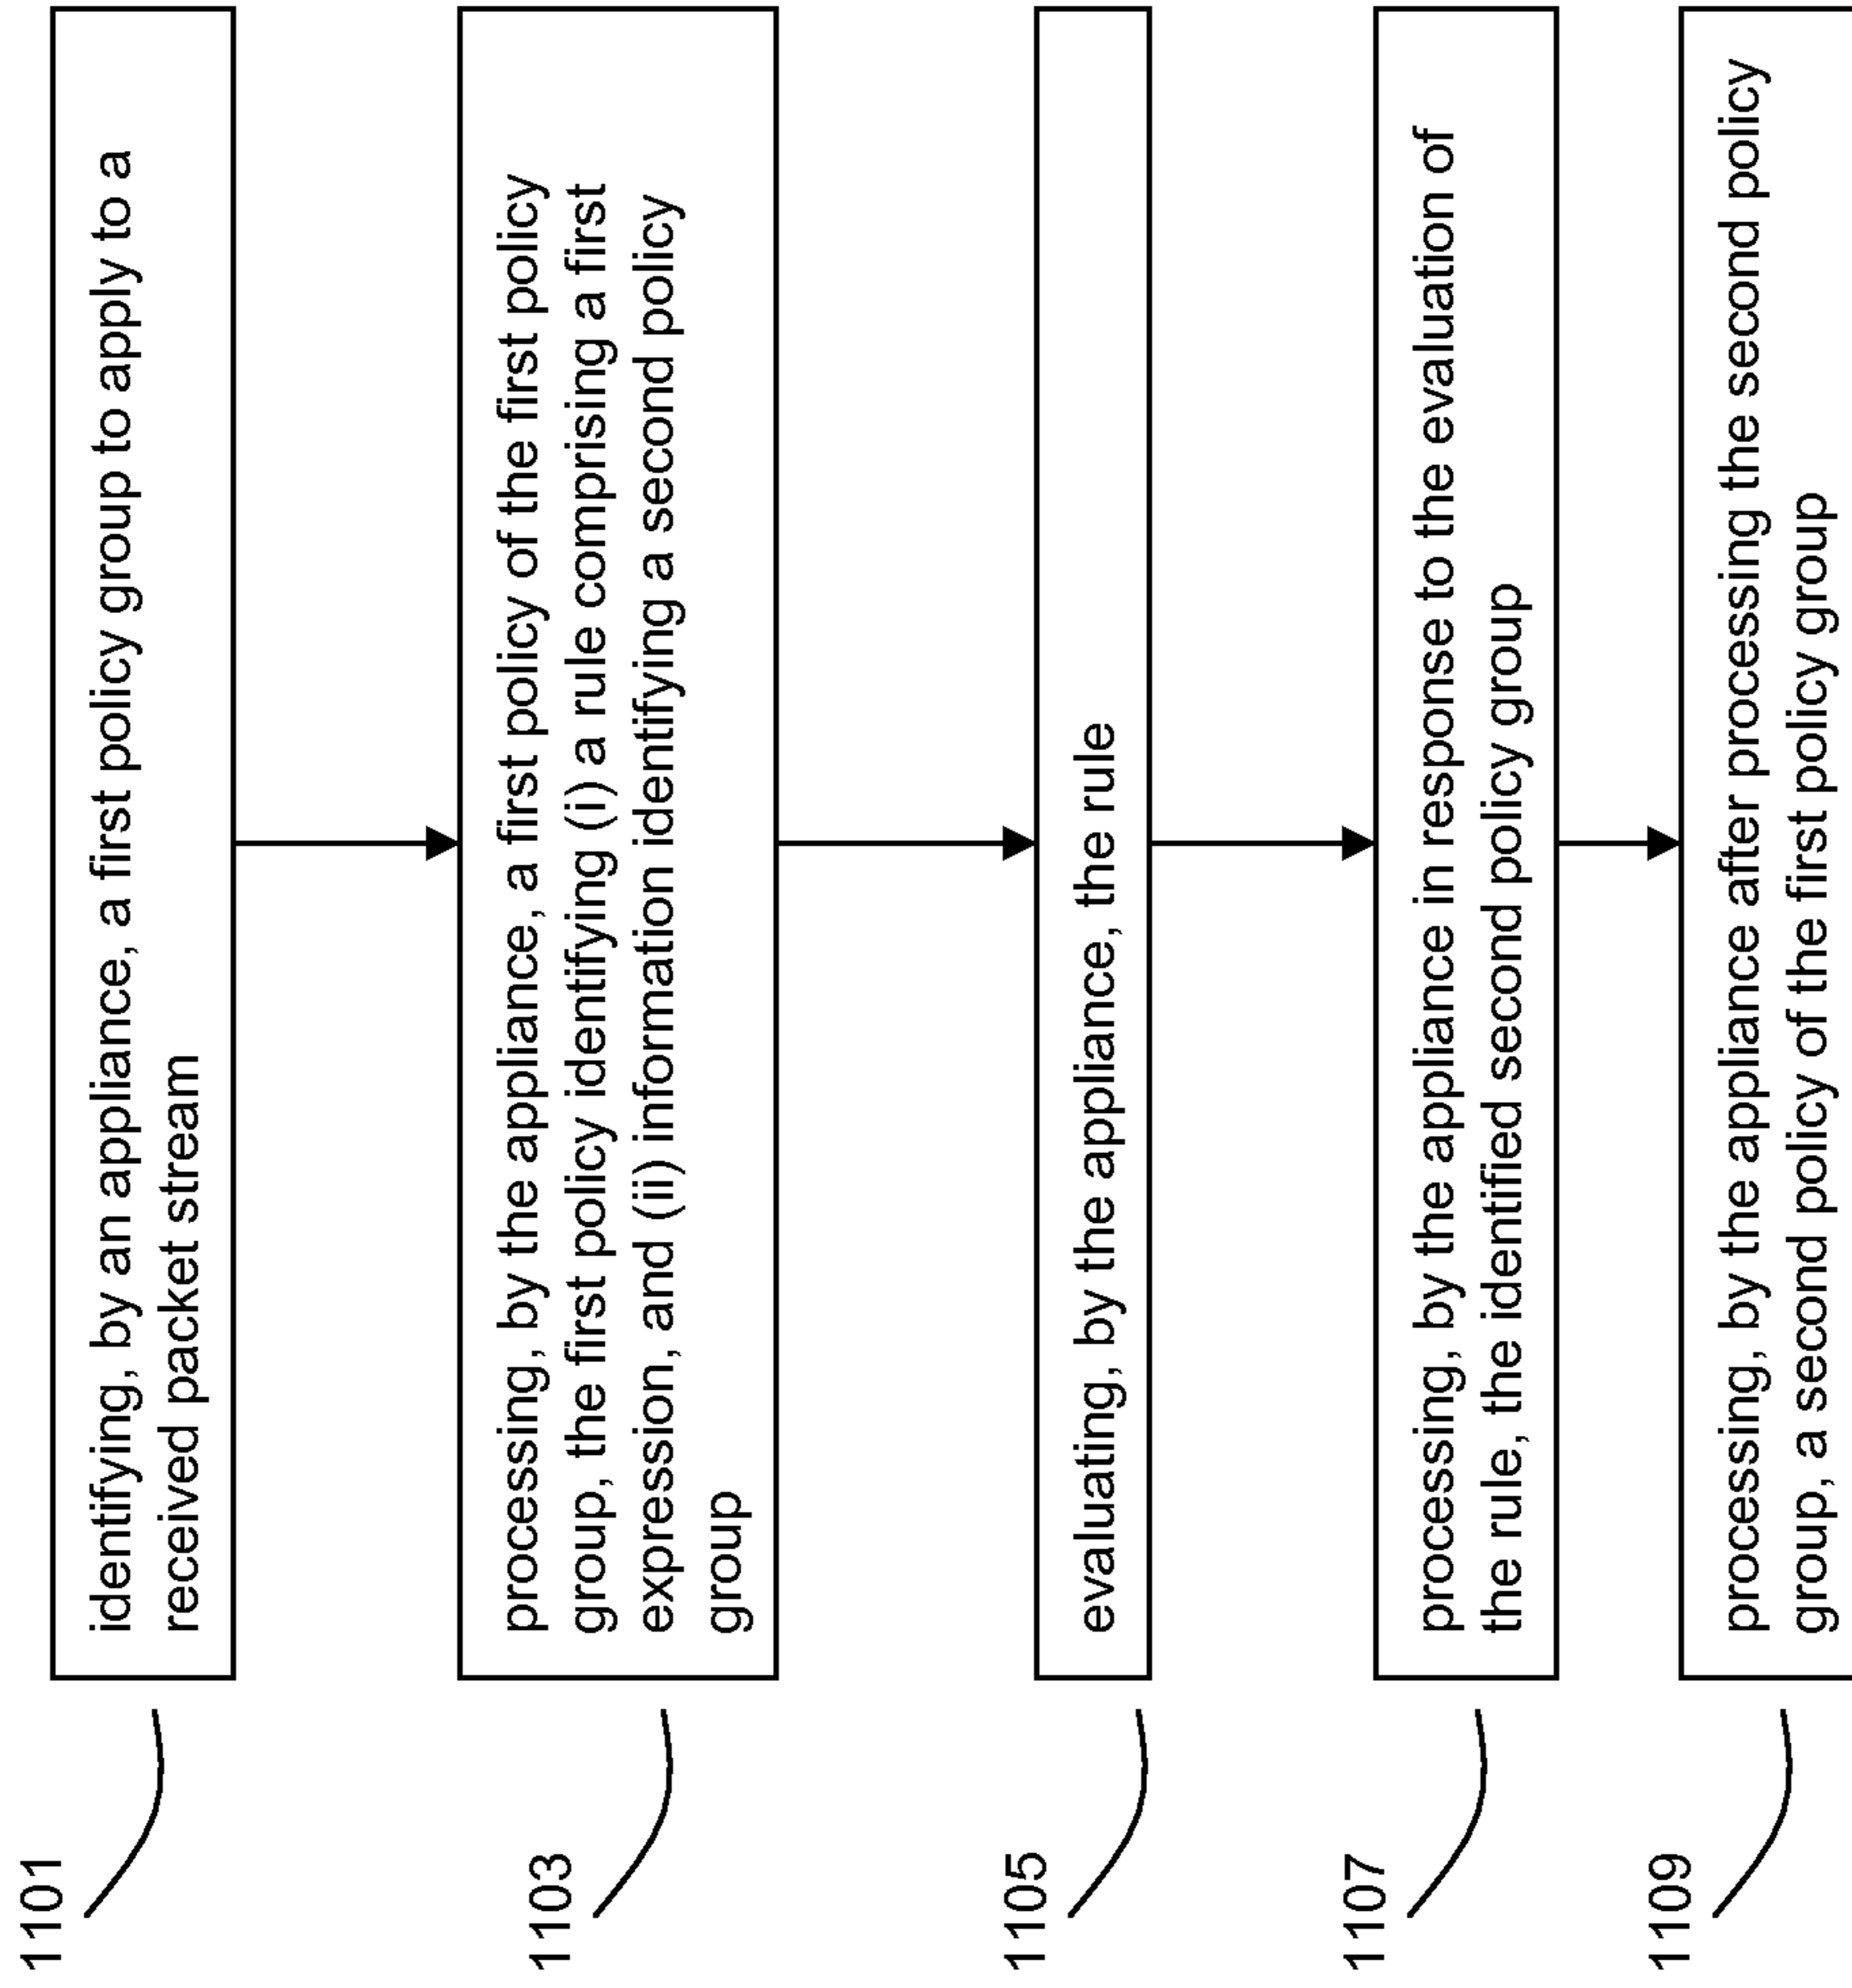 1101
identifying, by an appliance, a first policy group to apply to a
received packet stream
1103
processing, by the appliance, a first policy of the first policy
group, the first policy identifying (i) a rule comprising a first
expression, and (ii) information identifying a second policy
group
1105
evaluating, by the appliance, the rule
1107
processing, by the appliance in response to the evaluation of
the rule, the identified second policy group
1109
processing, by the appliance after processing the second policy
group, a second policy of the first policy group